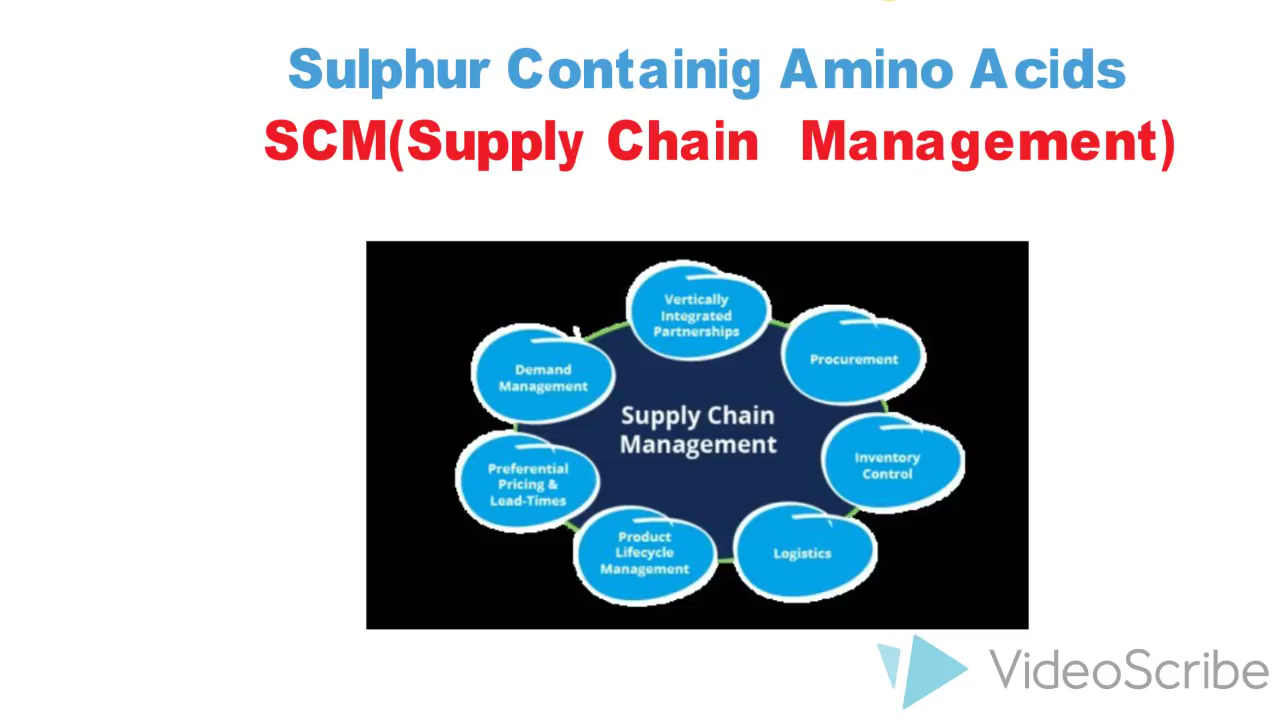 Sulphur Containig Amino Acids
SCM(Supply Chain Management)
Vertically
Integrated
Partnerships
Procurement
Demand
Management
Supply Chain
Management
Inventory
Control
Preferential
Pricing &
Lead-Times
Product
Lifecycle
Management
Logistics
VideoScribe